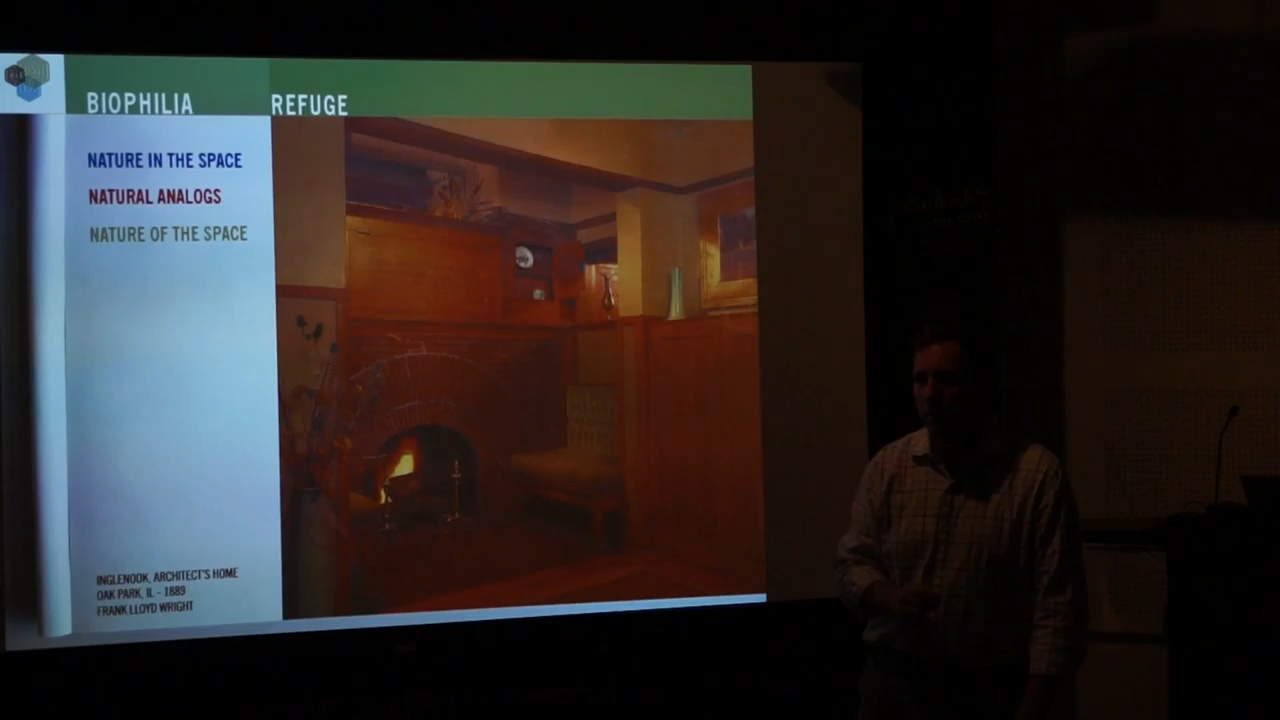 BIOPHILIA REFUGE
NATURE IN THE SPACE
NATURAL ANALOGS
NATURE OF THE SPACE
INGLENOOK, ARCHITECT'S HOME
OAK PARK, IL - 1889
FRANK LLOYD WRIGHT